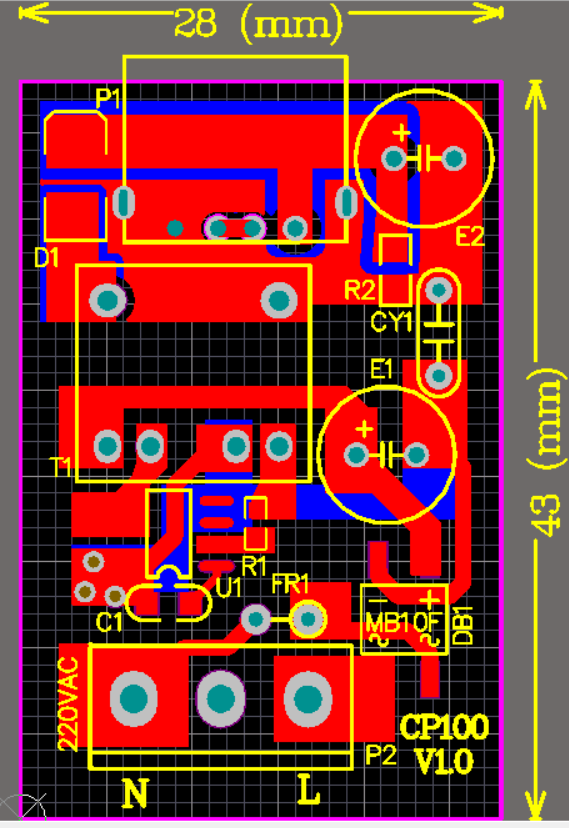 28 (mm)
P1
E2
D1
R2
CY1
43 (mm)
E1
T1
R1
U1
FR1
C1
MB10F
DB1
220VAC
P2
CP100
V1.0
N L